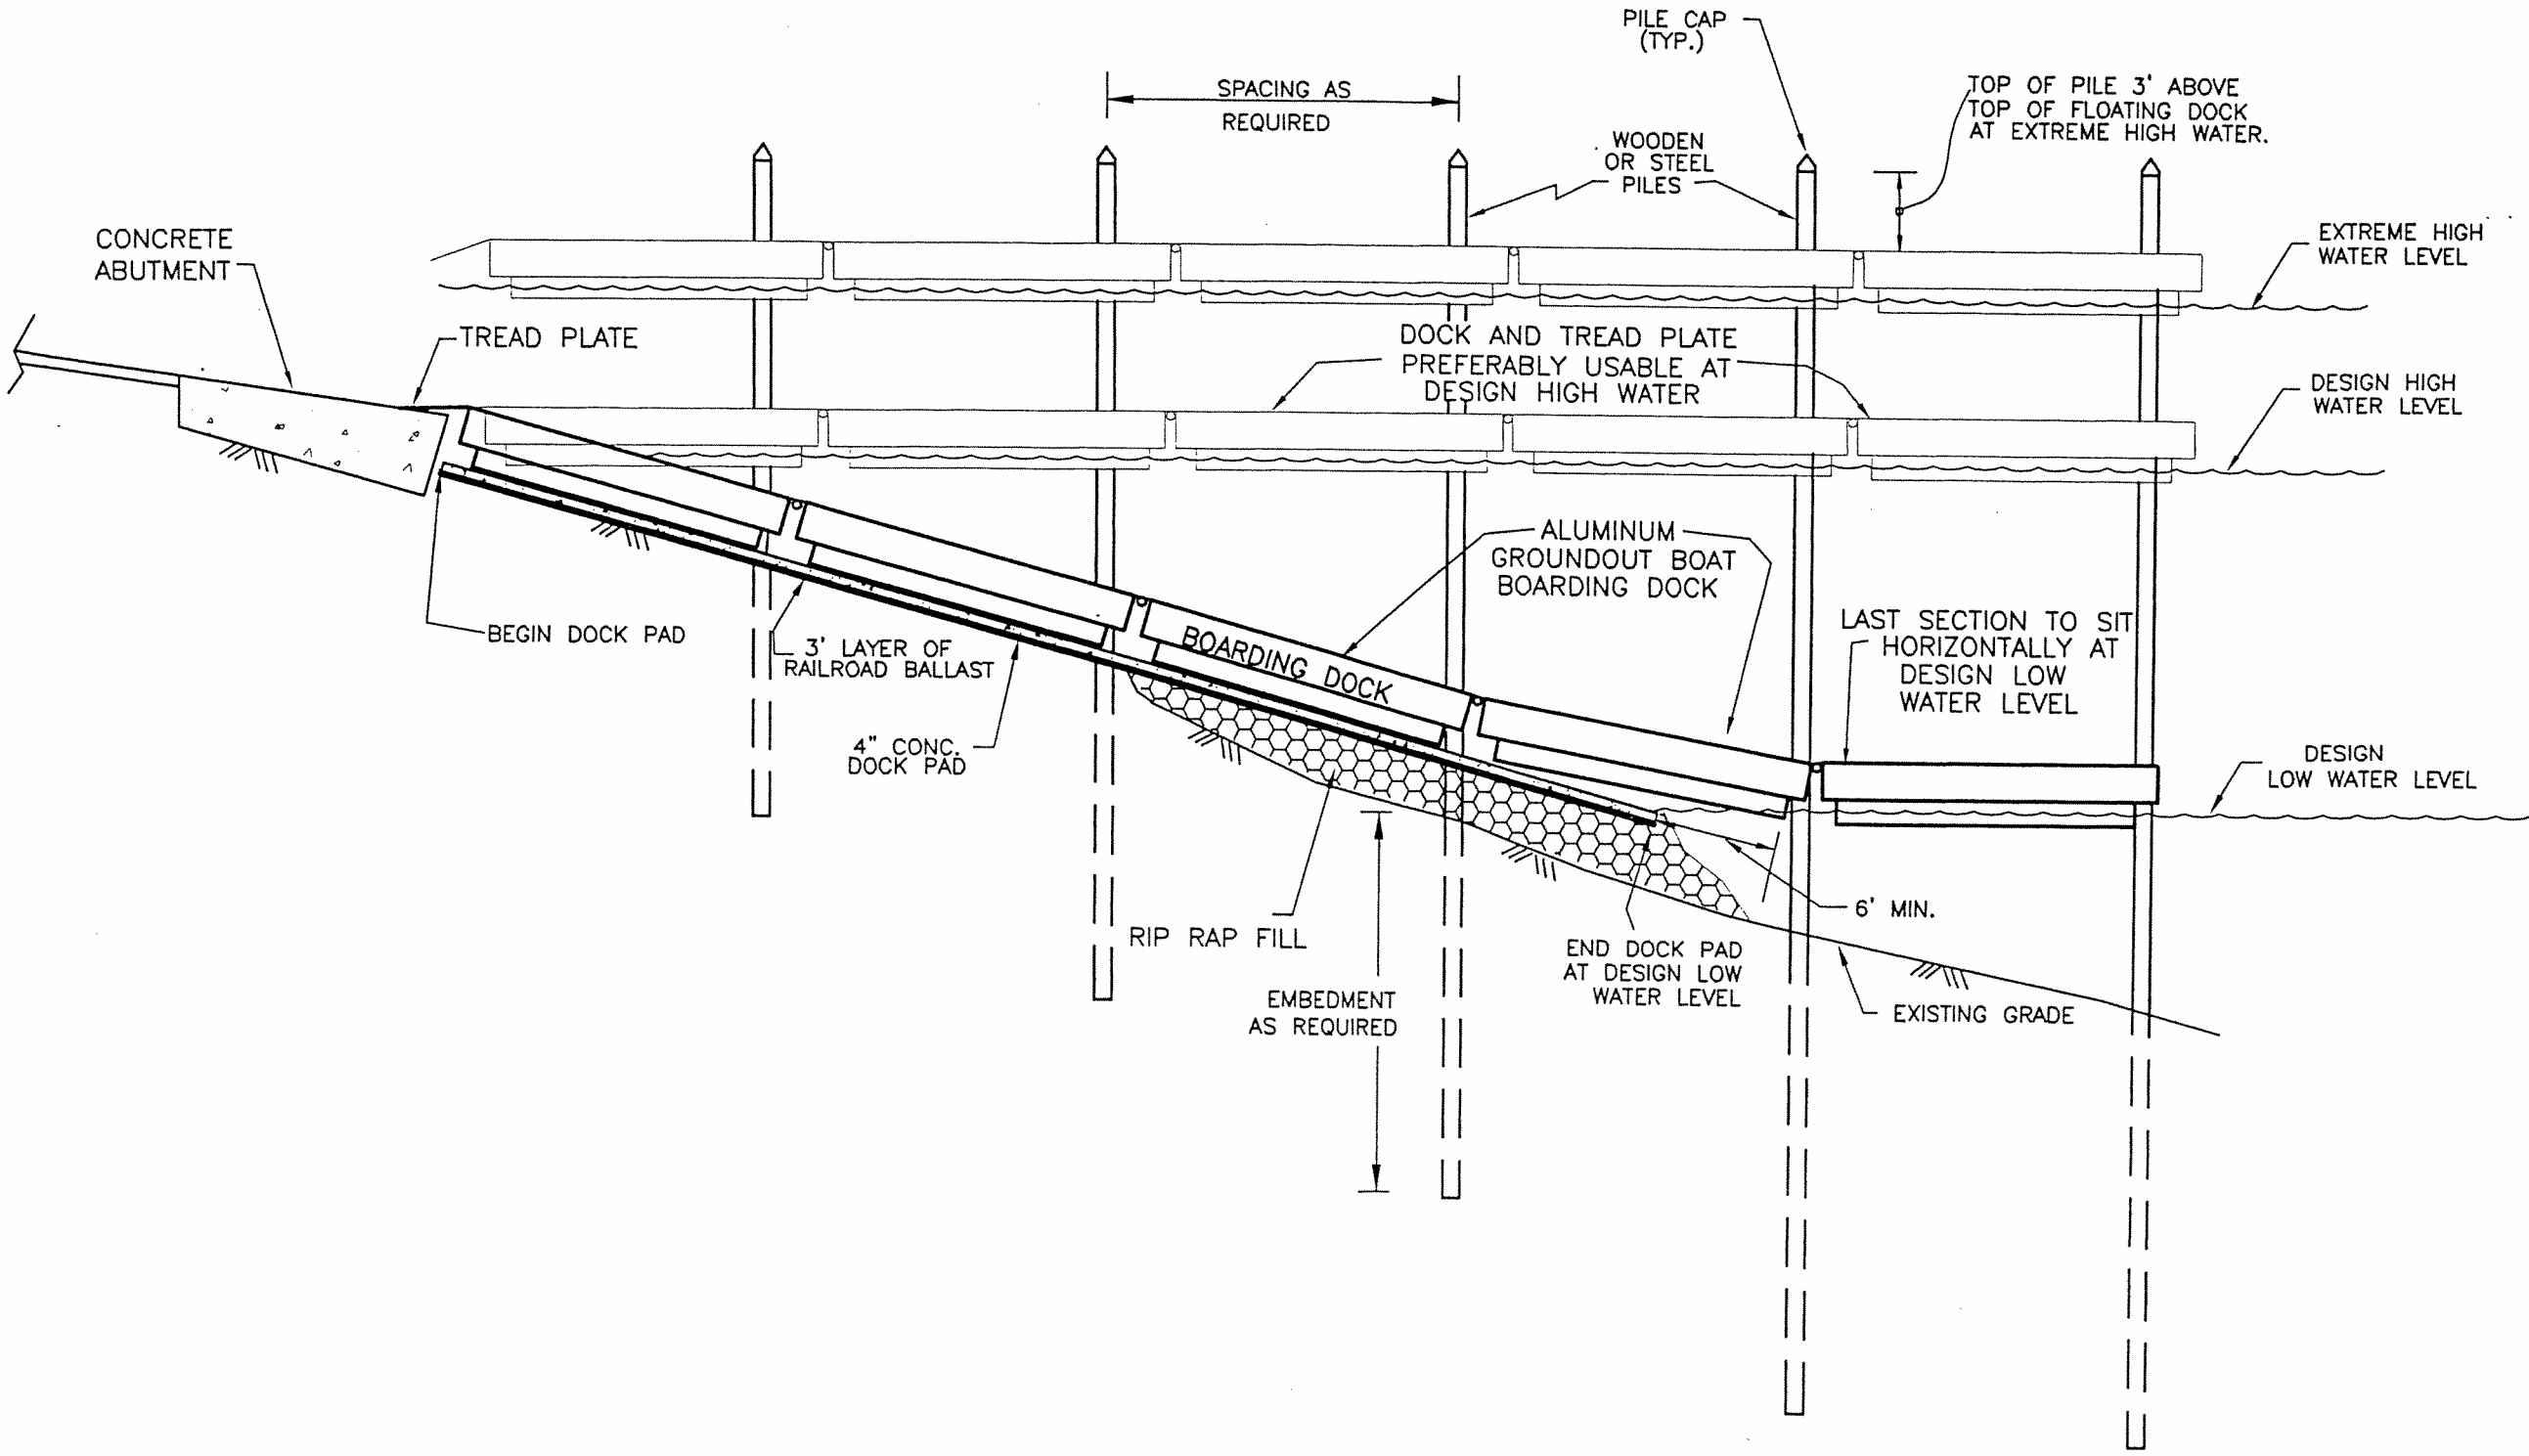 PILE CAP
(TYP.)
TOP OF PILE 3' ABOVE
TOP OF FLOATING DOCK
AT EXTREME HIGH WATER.
SPACING AS
REQUIRED
WOODEN
OR STEEL
PILES
CONCRETE
ABUTMENT
EXTREME HIGH
WATER LEVEL
TREAD PLATE
DOCK AND TREAD PLATE
PREFERABLY USABLE AT
DESIGN HIGH WATER
DESIGN HIGH
WATER LEVEL
ALUMINUM
GROUNDOUT BOAT
BOARDING DOCK
BEGIN DOCK PAD
3' LAYER OF
RAILROAD BALLAST
BOARDING DOCK
LAST SECTION TO SIT
HORIZONTALLY AT
DESIGN LOW
WATER LEVEL
4" CONC.
DOCK PAD
DESIGN
LOW WATER LEVEL
RIP RAP FILL
6' MIN.
END DOCK PAD
AT DESIGN LOW
WATER LEVEL
EMBEDMENT
AS REQUIRED
EXISTING GRADE